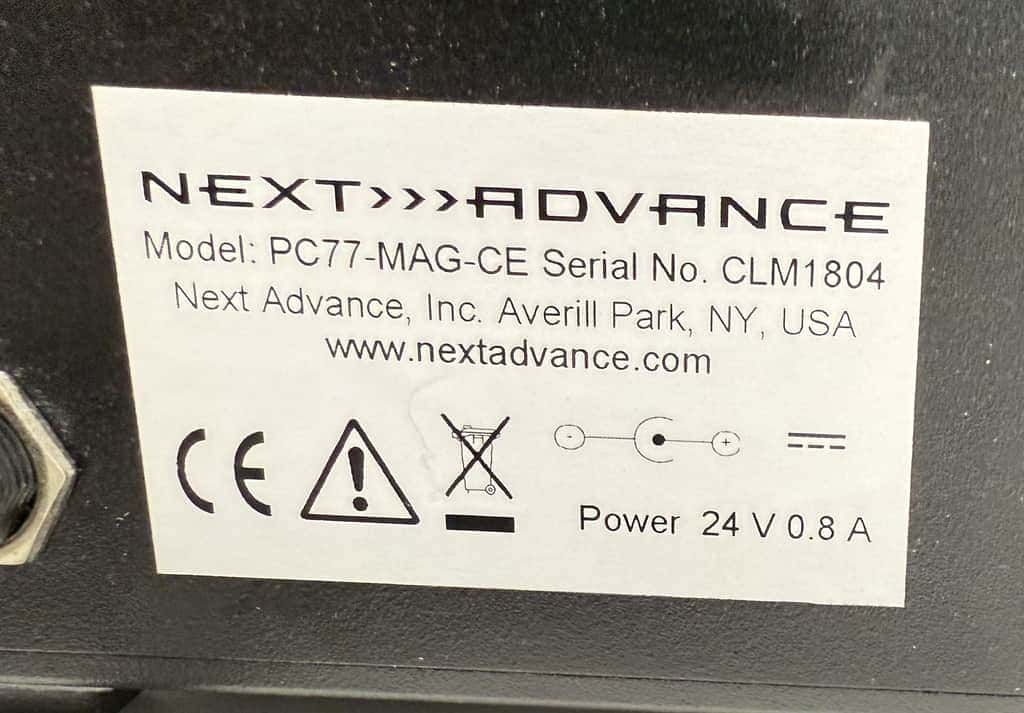 NEXT>>>ADVANCE
Model: PC77-MAG-CE Serial No. CLM1804
Next Advance, Inc. Averill Park, NY, USA
www.nextadvance.com
CE
- +
Power 24 V 0.8 A